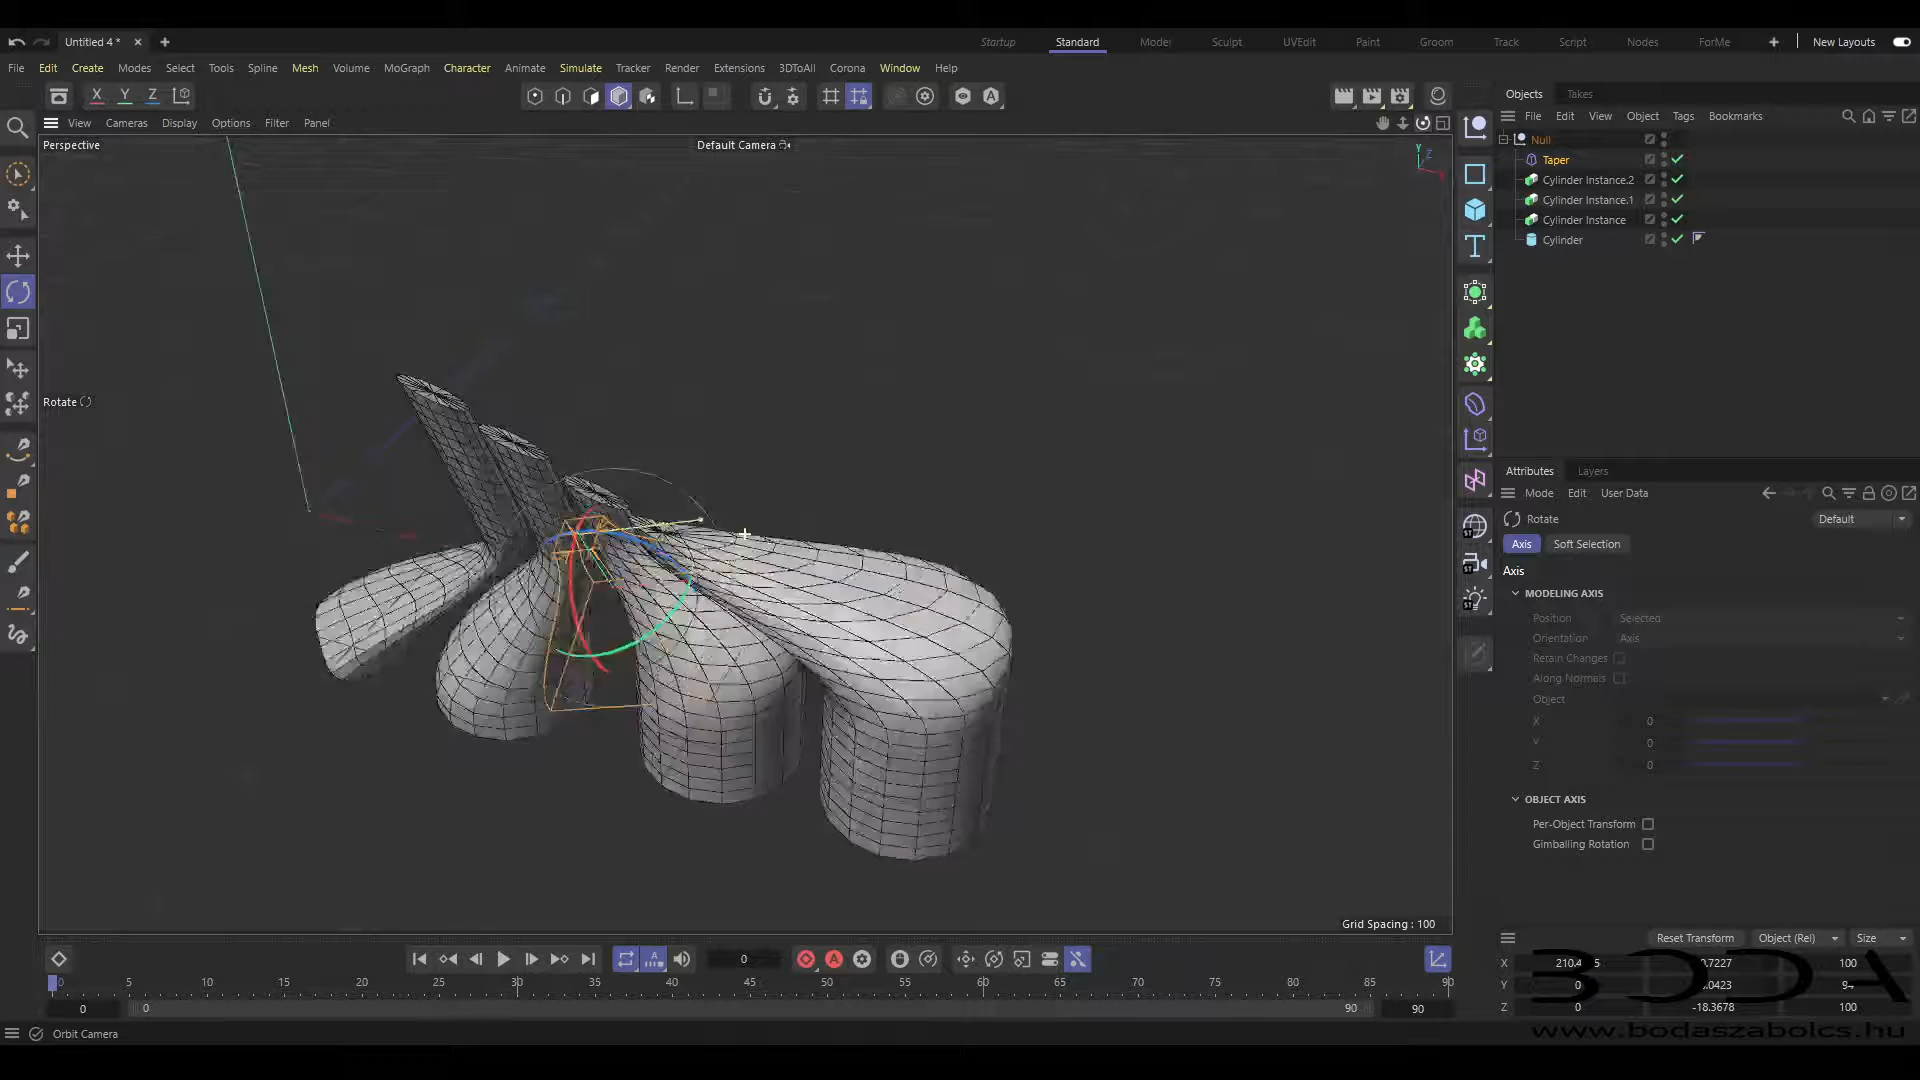 Untitled 4 *
Startup Standard Model Sculpt UVEdit Paint Groom Track Script Nodes ForMe New Layouts
File Edit Create Modes Select Tools Spline Mesh Volume MoGraph Character Animate Simulate Tracker Render Extensions 3DToAll Corona Window Help
X Y Z
View Cameras Display Options Filter Panel
Perspective
Default Camera
Rotate
Grid Spacing : 100
Objects Takes
File Edit View Object Tags Bookmarks
Null
Taper
Cylinder Instance.2
Cylinder Instance.1
Cylinder Instance
Cylinder
Attributes Layers
Mode Edit User Data
Rotate Default
Axis Soft Selection
Axis
MODELING AXIS
Position Selected
Orientation Axis
Retain Changes
Along Normals
Object
X 0
Y 0
Z 0
OBJECT AXIS
Per-Object Transform
Gimballing Rotation
Reset Transform Object (Rel) Size
X 100
Y 0
Z 0 -18.3678 100
BODA
www.bodaszabolcs.hu
0
0 5 10 15 20 25 30 35 40 45 50 55 60 65 70 75 80 85 90
0 0 90 90
Orbit Camera